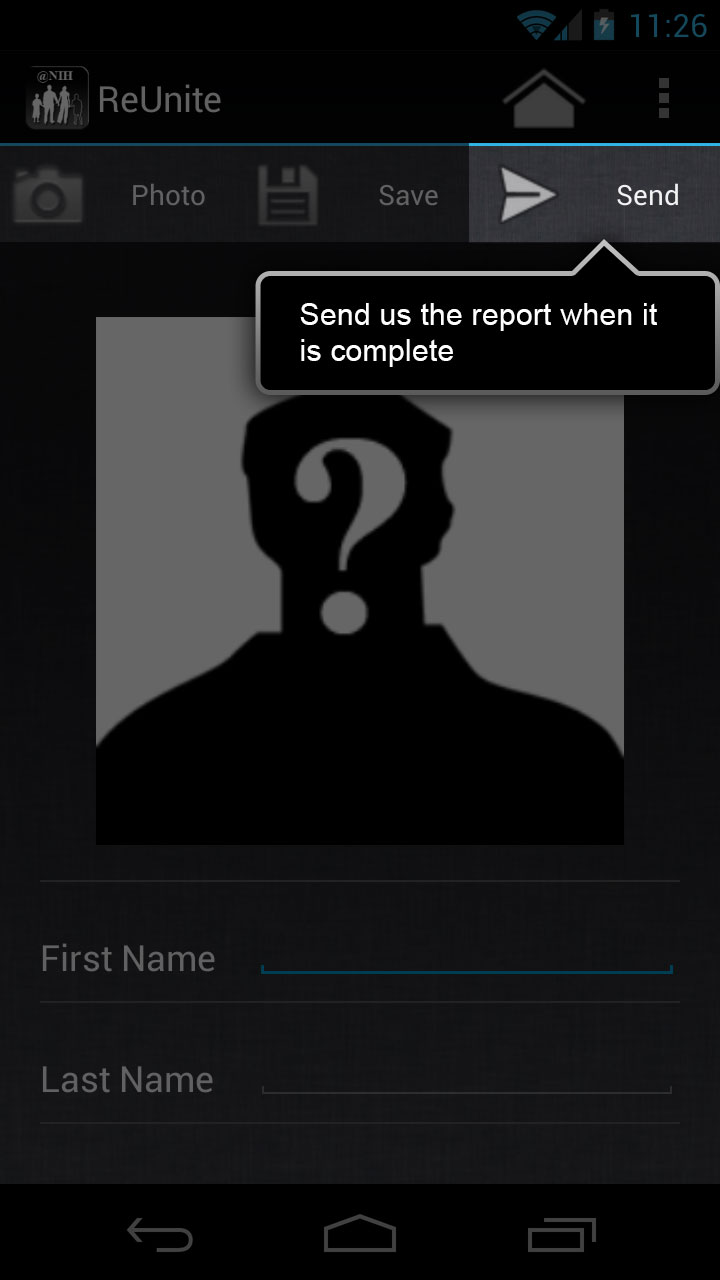 11:26
@NIH
ReUnite
Photo Save Send
Send us the report when it
is complete
?
First Name
Last Name